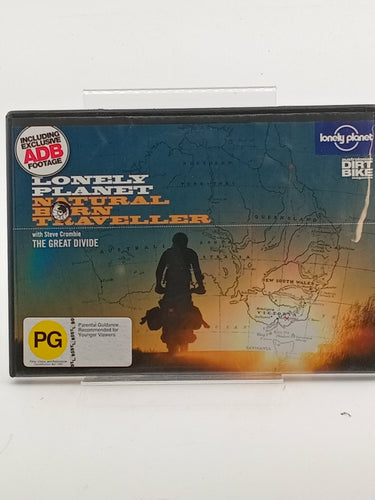 INCLUDING
EXCLUSIVE
ADB
FOOTAGE
lonely planet
DIRT
BIKE
LONELY
PLANET
NATURAL
BORN
TRAVELLER
with Steve Crombie
THE GREAT DIVIDE
QUEENSLAND
NEW SOUTH WALES
VICTORIA
TASMANIA
PG
Parental Guidance
Recommended for
Younger Viewers